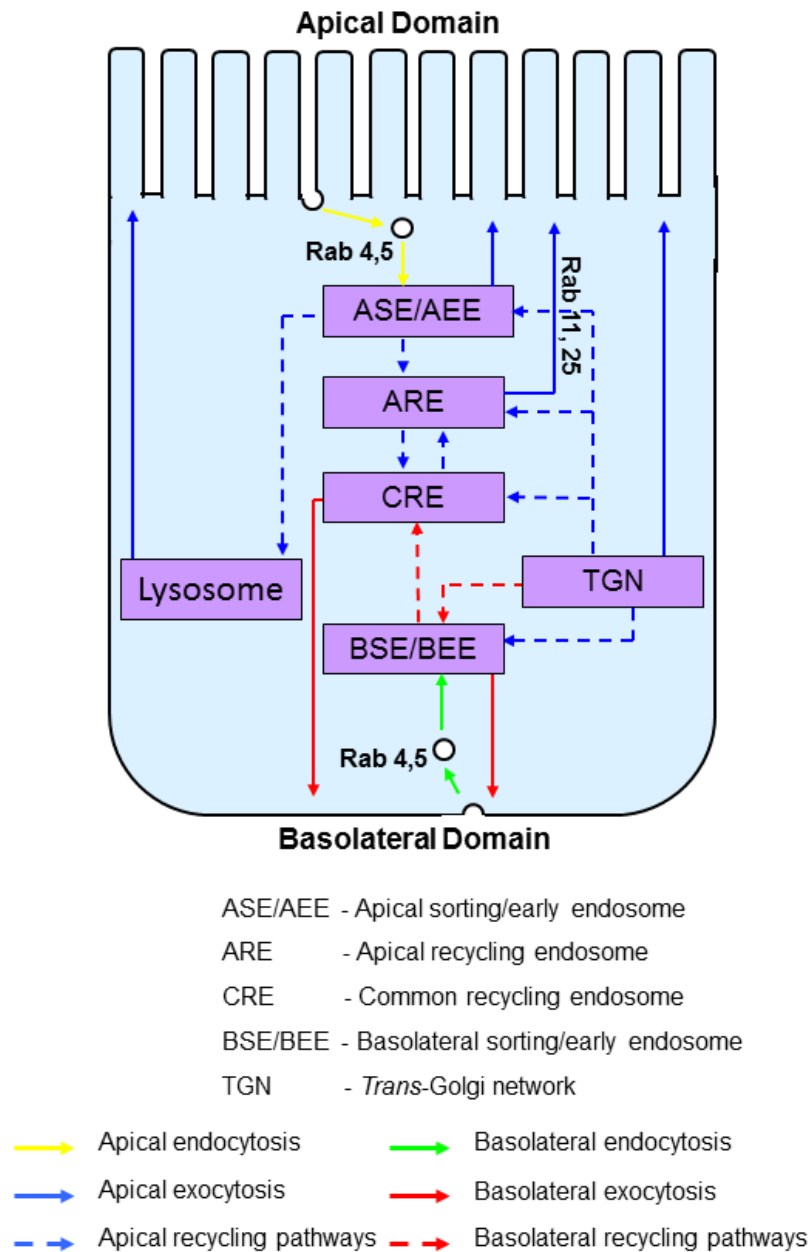 Apical Domain
Rab 4,5
Rab 11, 25
ASE/AEE
ARE
CRE
Lysosome
TGN
BSE/BEE
Rab 4,5
Basolateral Domain
ASE/AEE - Apical sorting/early endosome
ARE - Apical recycling endosome
CRE - Common recycling endosome
BSE/BEE - Basolateral sorting/early endosome
TGN - Trans-Golgi network
Apical endocytosis Basolateral endocytosis
Apical exocytosis Basolateral exocytosis
Apical recycling pathways Basolateral recycling pathways